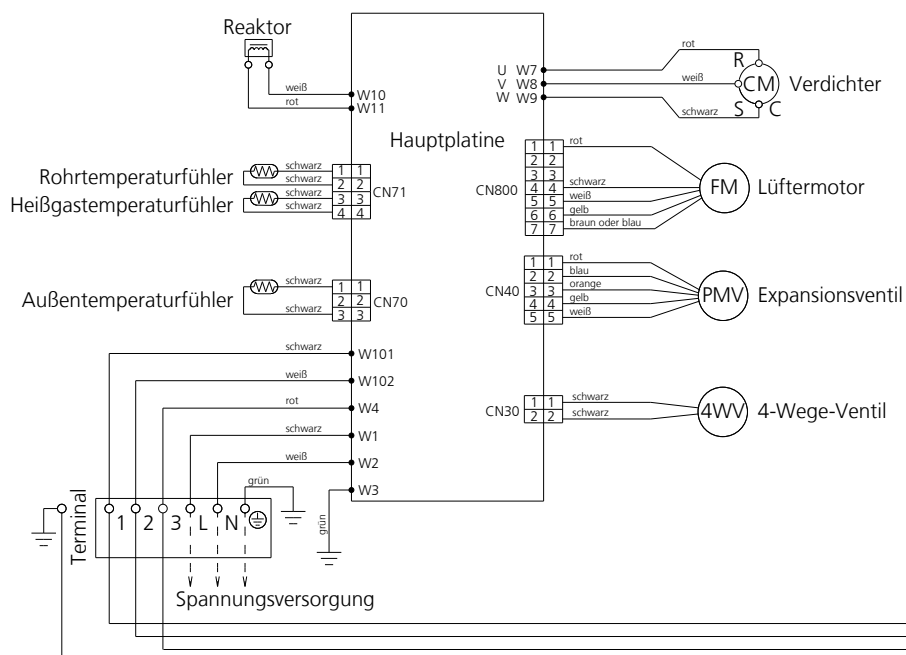 Reaktor
weiß
rot
W10
W11
Hauptplatine
U W7
V W8
W W9
rot
weiß
schwarz
R
CM
S C
Verdichter
Rohrtemperaturfühler
Heißgastemperaturfühler
schwarz
schwarz
schwarz
schwarz
1 1
2 2
3 3
4 4
CN71
CN800
1 1
2 2
3 3
4 4
5 5
6 6
7 7
rot
schwarz
weiß
gelb
braun oder blau
FM
Lüftermotor
Außentemperaturfühler
schwarz
schwarz
1 1
2 2
3 3
CN70
CN40
1 1
2 2
3 3
4 4
5 5
rot
blau
orange
gelb
weiß
PMV
Expansionsventil
schwarz
W101
weiß
W102
rot
W4
schwarz
W1
weiß
W2
grün
W3
grün
CN30
1 1
2 2
schwarz
schwarz
4WV
4-Wege-Ventil
Terminal
1 2 3 L N
Spannungsversorgung